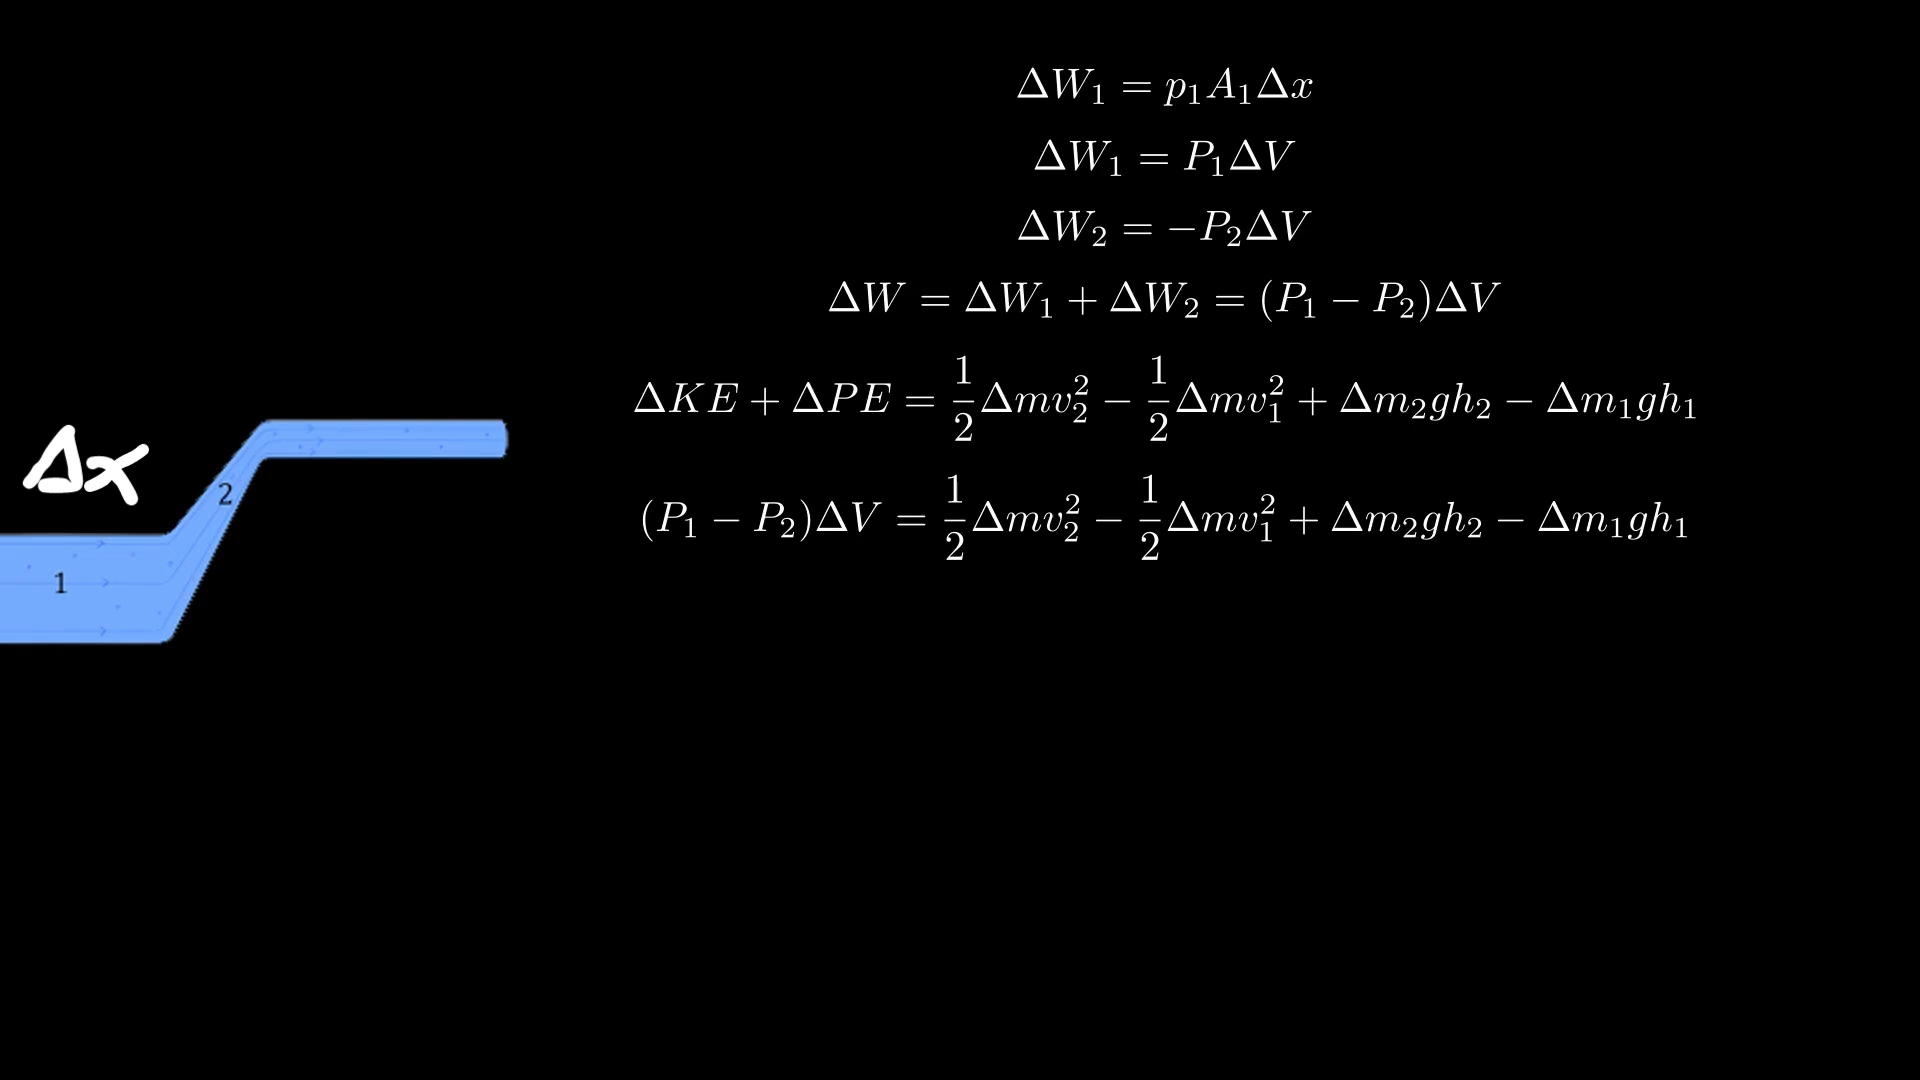 ΔW₁ = p₁A₁Δx
ΔW₁ = P₁ΔV
ΔW₂ = −P₂ΔV
ΔW = ΔW₁ + ΔW₂ = (P₁ − P₂)ΔV
ΔKE + ΔPE = 1/2 Δmv₂² − 1/2 Δmv₁² + Δm₂gh₂ − Δm₁gh₁
(P₁ − P₂)ΔV = 1/2 Δmv₂² − 1/2 Δmv₁² + Δm₂gh₂ − Δm₁gh₁
Δx
2
1